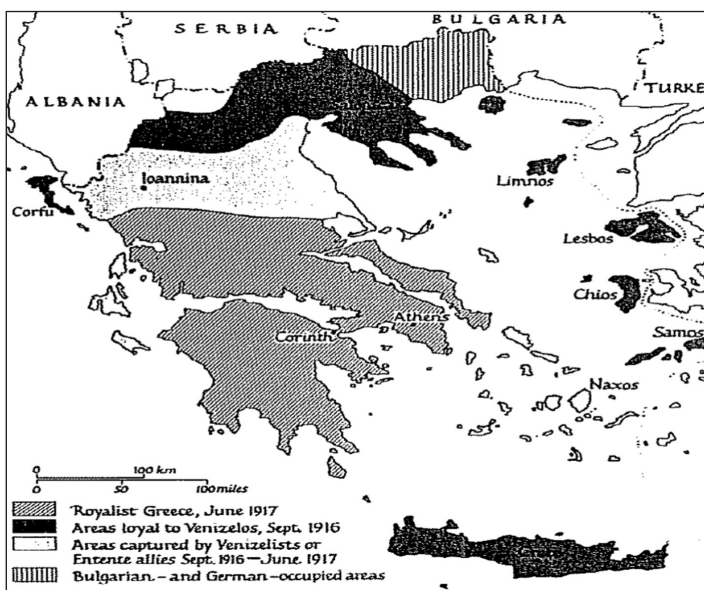 SERBIA
BULGARIA
ALBANIA
TURKE
Ioannina
Corfu
Limnos
Lesbos
Chios
Athens
Corinth
Samos
Naxos
0 100 km
0 50 100 miles
Royalist Greece, June 1917
Areas loyal to Venizelos, Sept. 1916
Areas captured by Venizelists or
Entente allies Sept. 1916—June 1917
Bulgarian- and German-occupied areas